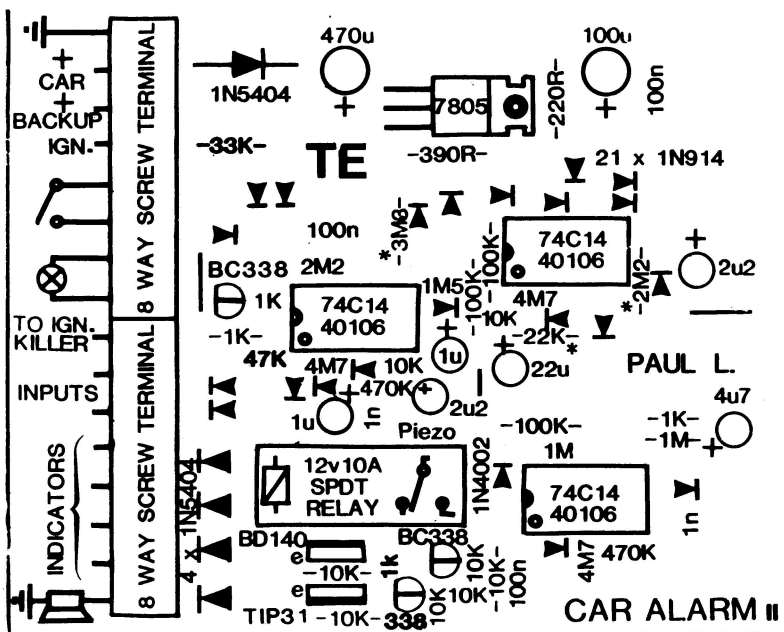 470u
100u
+
CAR
+
BACKUP
IGN.
8 WAY SCREW TERMINAL
1N5404
+
7805
-220R-
+
100n
-33K-
TE
-390R-
21 x 1N914
100n
*-3M3-
74C14
40106
+
2u2
BC338
2M2
1K
74C14
40106
1M5
-100K-
-100K-
10K
4M7
*-2M2-
-1K-
-22K-
*
TO IGN.
KILLER
47K
4M7
10K
+
1u
+
22u
PAUL L.
INPUTS
8 WAY SCREW TERMINAL
470K
+
2u2
+
1u
1n
Piezo
4u7
+
-100K-
1M
-1K-
-1M-
INDICATORS
4 x 1N5404
12v10A
SPDT
RELAY
1N4002
74C14
40106
1n
BD140
e
-10K-
BC338
1k
10K
-10K-
100n
4M7
470K
e
TIP31
-10K-
338
10K
10K
CAR ALARM II